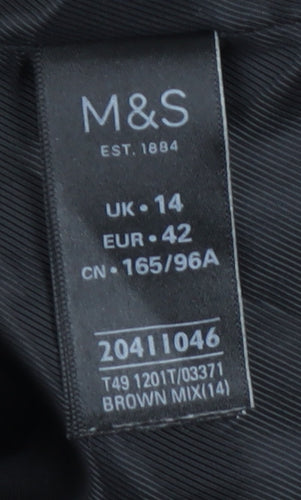 M&S
EST. 1884
UK • 14
EUR • 42
CN • 165/96A
20411046
T49 1201T/03371
BROWN MIX(14)